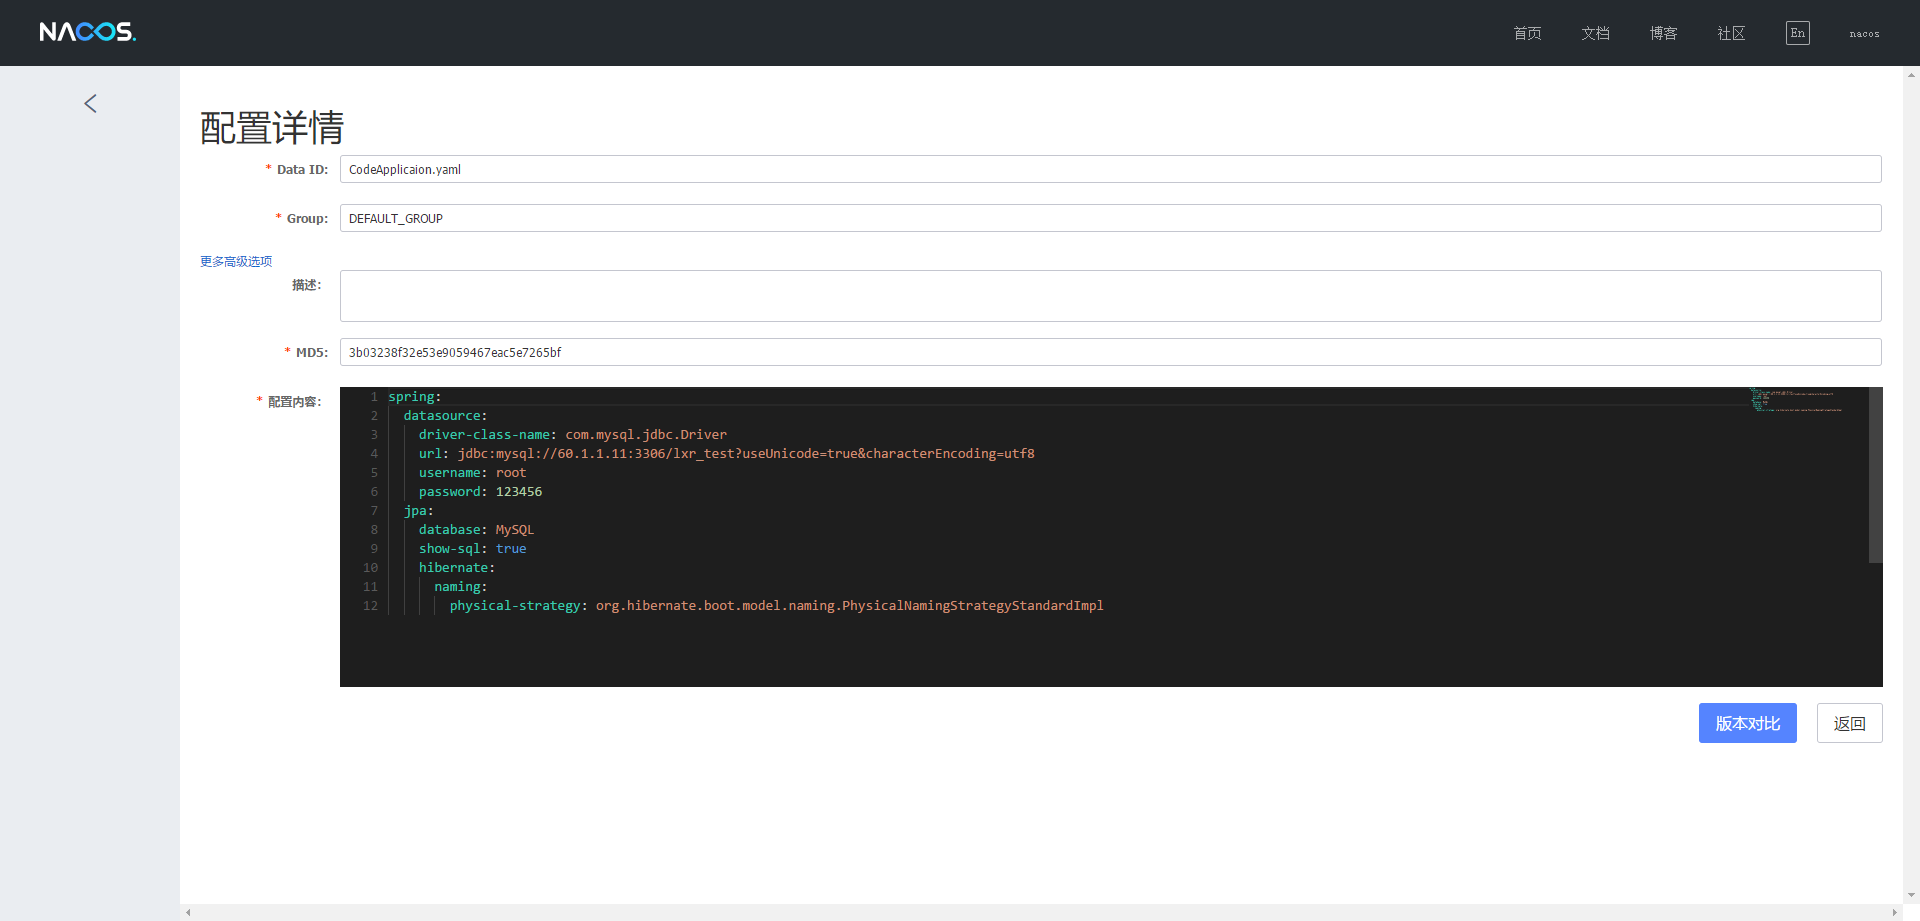 NACOS.
首页 文档 博客 社区 En nacos
配置详情
* Data ID: CodeApplicaion.yaml
* Group: DEFAULT_GROUP
更多高级选项
描述:
* MD5: 3b03238f32e53e9059467eac5e7265bf
* 配置内容:
1 spring:
2 datasource:
3 driver-class-name: com.mysql.jdbc.Driver
4 url: jdbc:mysql://60.1.1.11:3306/lxr_test?useUnicode=true&characterEncoding=utf8
5 username: root
6 password: 123456
7 jpa:
8 database: MySQL
9 show-sql: true
10 hibernate:
11 naming:
12 physical-strategy: org.hibernate.boot.model.naming.PhysicalNamingStrategyStandardImpl
版本对比 返回